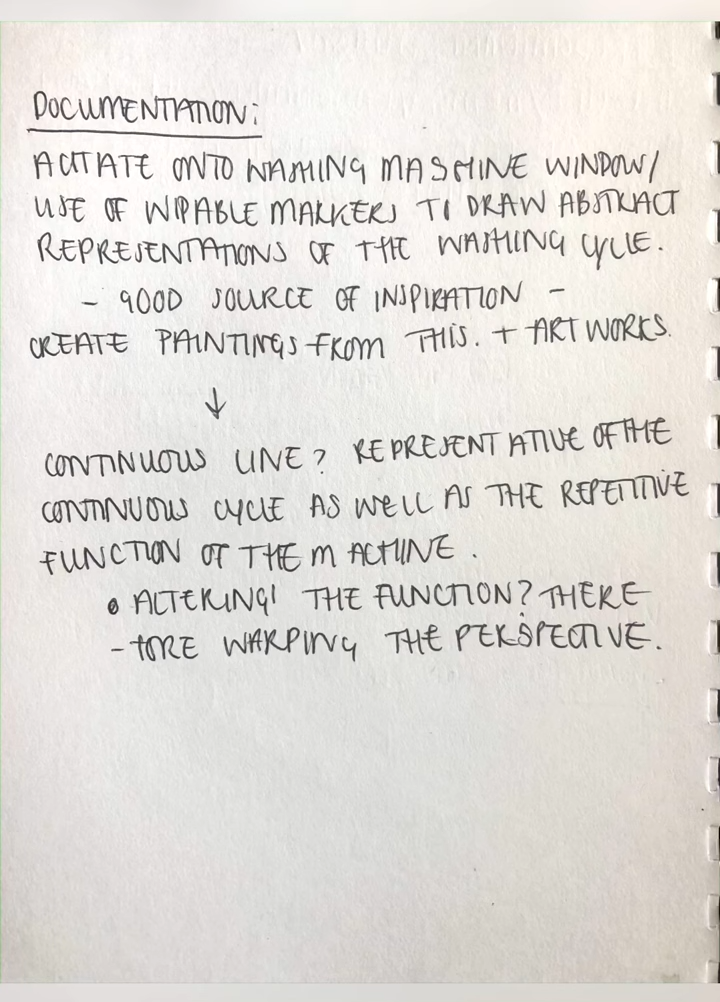 DOCUMENTATION:
ACITATE ONTO WASHING MASHINE WINDOW/
USE OF WIPABLE MARKERS TO DRAW ABSTRACT
REPRESENTATIONS OF THE WASHING CYCLE.
- GOOD SOURCE OF INSPIRATION -
CREATE PAINTINGS FROM THIS. + ARTWORKS.
↓
CONTINUOUS LINE? REPRESENTATIVE OF THE
CONTINUOUS CYCLE AS WELL AS THE REPETITIVE
FUNCTION OF THE MACHINE.
• ALTERING THE FUNCTION? THERE
-FORE WARPING THE PERSPECTIVE.